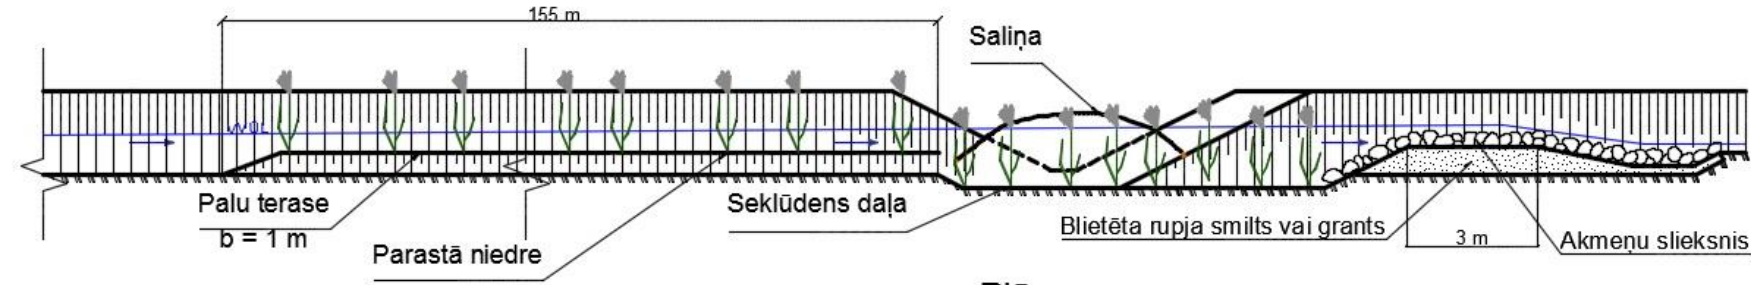 155 m
Saliņa
Palu terase
b = 1 m
Parastā niedre
Seklūdens daļa
Blietēta rupja smilts vai grants
3 m
Akmeņu slieksnis